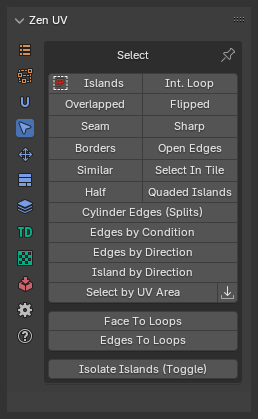 Zen UV
Select
Islands Int. Loop
Overlapped Flipped
Seam Sharp
Borders Open Edges
Similar Select In Tile
Half Quaded Islands
Cylinder Edges (Splits)
Edges by Condition
Edges by Direction
Island by Direction
Select by UV Area
TD
Face To Loops
Edges To Loops
Isolate Islands (Toggle)